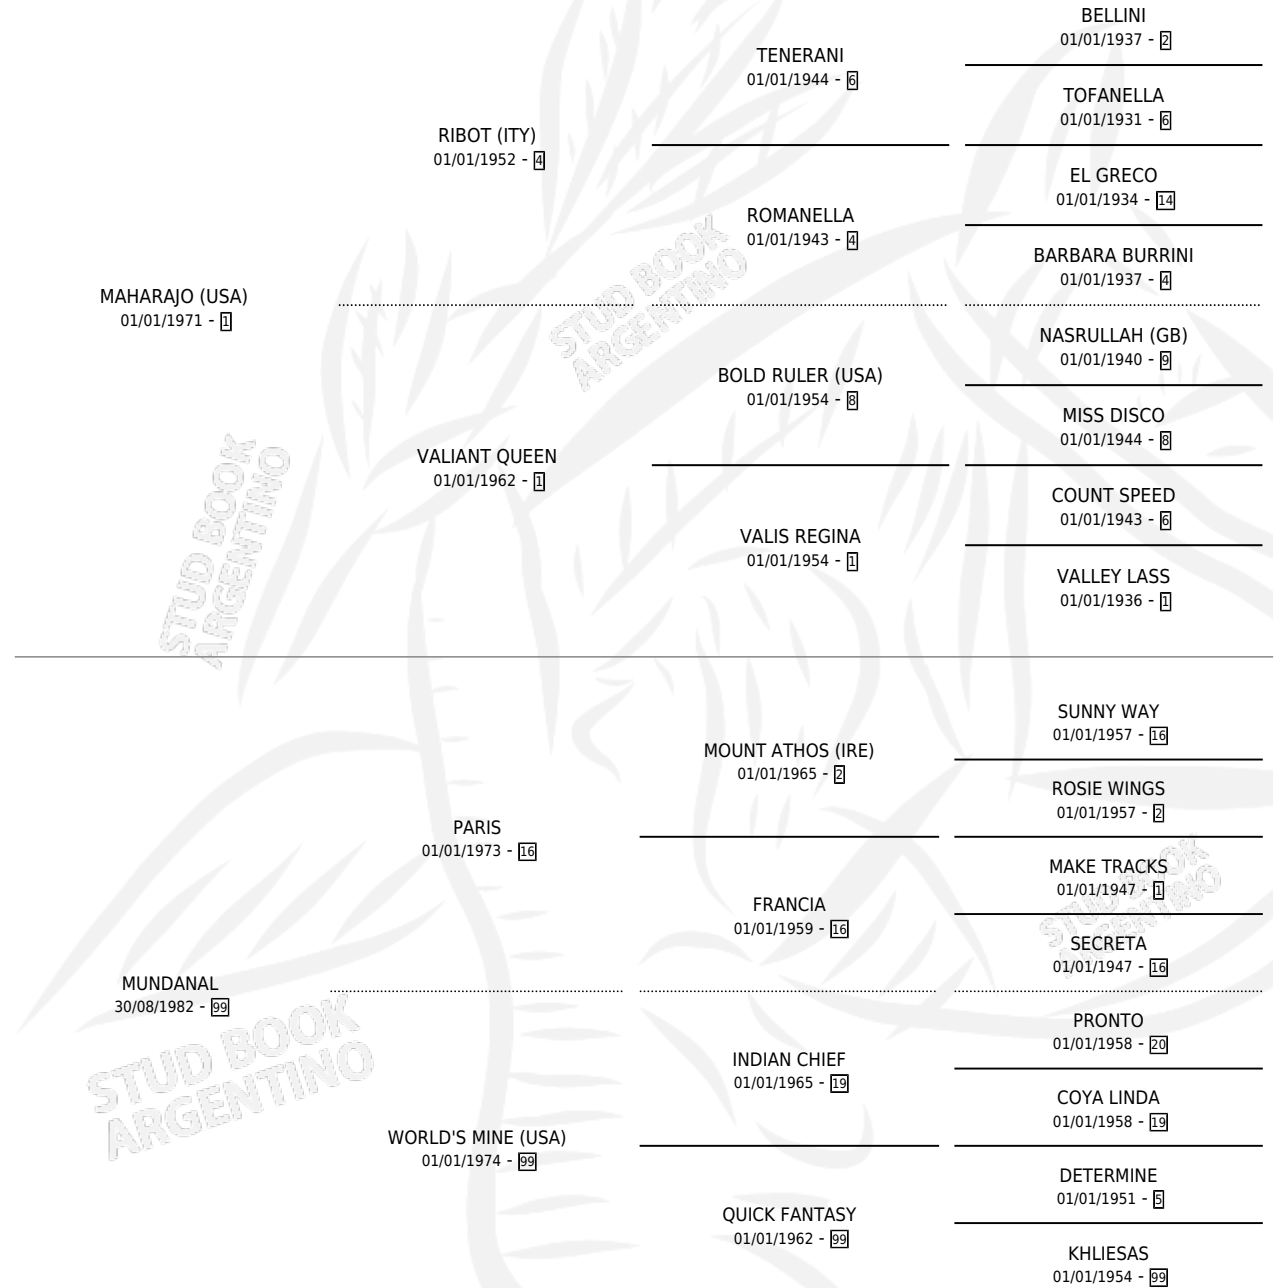 BELLINI
01/01/1937 - 2
TENERANI
01/01/1944 - 6
TOFANELLA
01/01/1931 - 6
RIBOT (ITY)
01/01/1952 - 4
EL GRECO
01/01/1934 - 14
ROMANELLA
01/01/1943 - 4
BARBARA BURRINI
01/01/1937 - 4
MAHARAJO (USA)
01/01/1971 - 1
NASRULLAH (GB)
01/01/1940 - 9
BOLD RULER (USA)
01/01/1954 - 8
MISS DISCO
01/01/1944 - 8
VALIANT QUEEN
01/01/1962 - 1
COUNT SPEED
01/01/1943 - 6
VALIS REGINA
01/01/1954 - 1
VALLEY LASS
01/01/1936 - 1
STUD BOOK
ARGENTINO
STUD BOOK
ARGENTINO
SUNNY WAY
01/01/1957 - 16
MOUNT ATHOS (IRE)
01/01/1965 - 2
ROSIE WINGS
01/01/1957 - 2
PARIS
01/01/1973 - 16
MAKE TRACKS
01/01/1947 - 1
FRANCIA
01/01/1959 - 16
SECRETA
01/01/1947 - 16
MUNDANAL
30/08/1982 - 99
PRONTO
01/01/1958 - 20
INDIAN CHIEF
01/01/1965 - 19
COYA LINDA
01/01/1958 - 19
WORLD'S MINE (USA)
01/01/1974 - 99
DETERMINE
01/01/1951 - 5
QUICK FANTASY
01/01/1962 - 99
KHLIESAS
01/01/1954 - 99
STUD BOOK
ARGENTINO
STUD BOOK
ARGENTINO